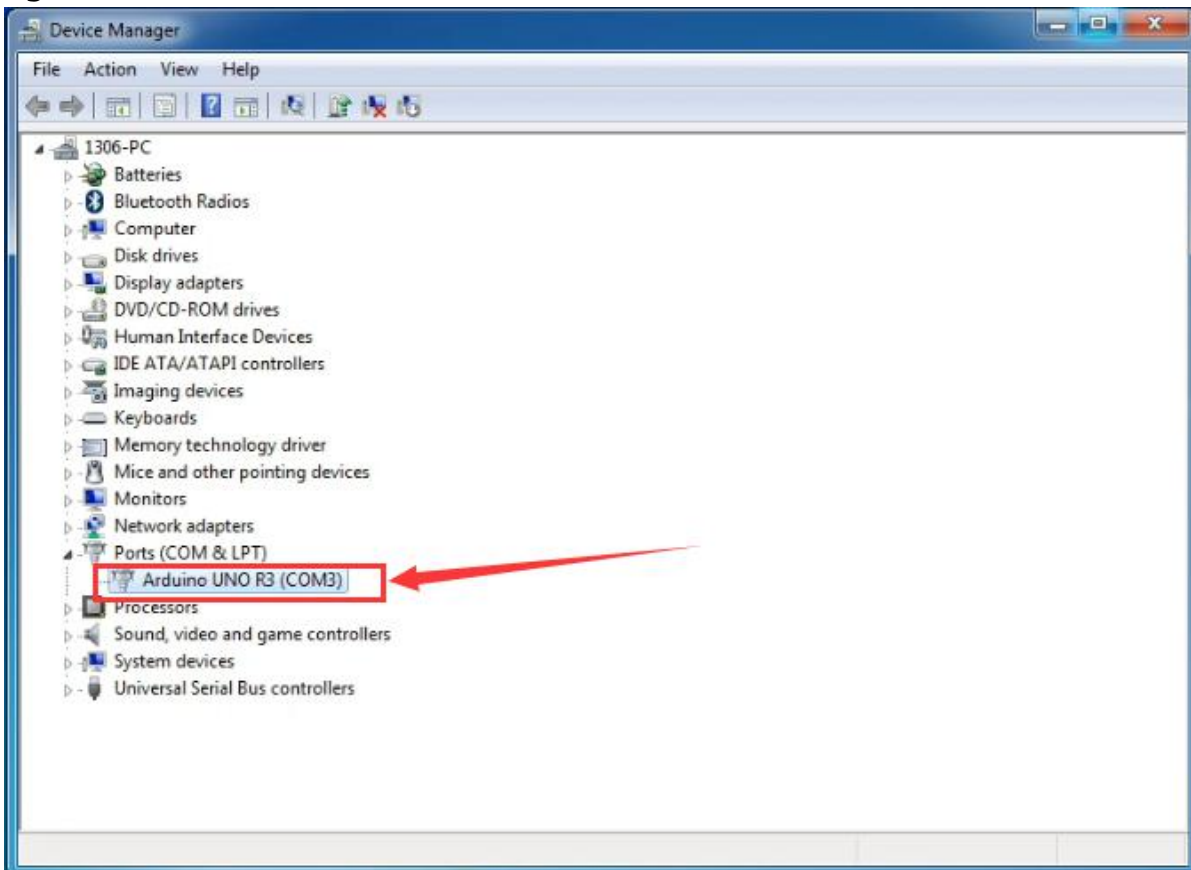 Device Manager
File Action View Help
1306-PC
Batteries
Bluetooth Radios
Computer
Disk drives
Display adapters
DVD/CD-ROM drives
Human Interface Devices
IDE ATA/ATAPI controllers
Imaging devices
Keyboards
Memory technology driver
Mice and other pointing devices
Monitors
Network adapters
Ports (COM & LPT)
Arduino UNO R3 (COM3)
Processors
Sound, video and game controllers
System devices
Universal Serial Bus controllers